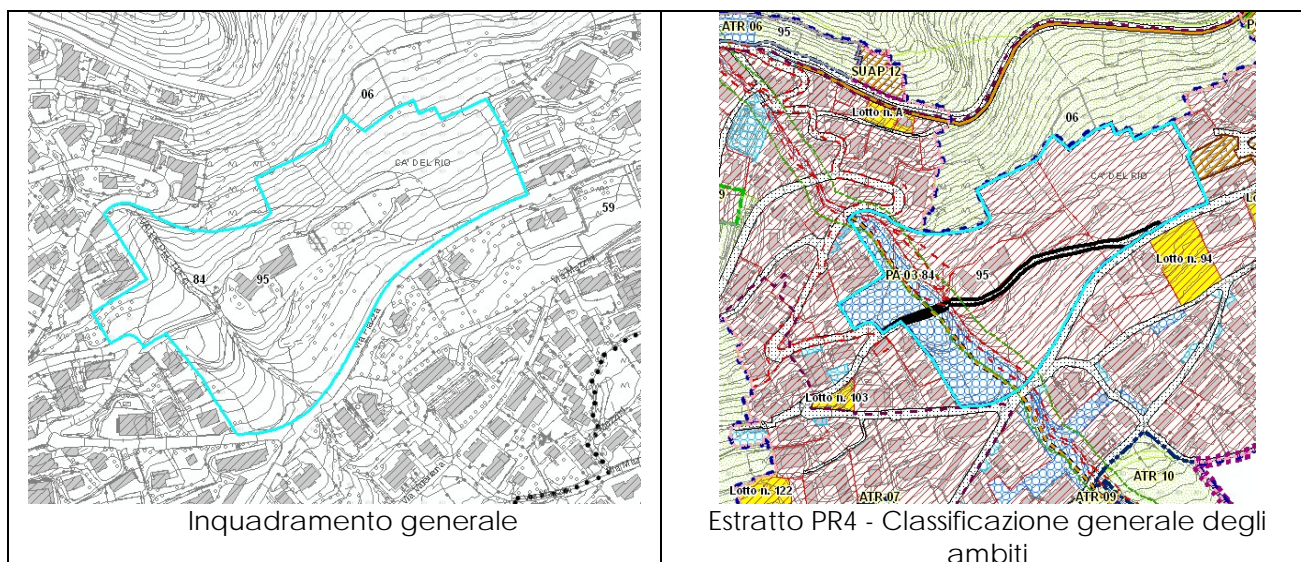 06
CA' DEL RIO
59
84
95
Via Piazza
Inquadramento generale
ATR 06
95
SUAP 12
Lotto n. A
06
CA' DEL RIO
PA 03 84
95
Lotto n. 94
Lotto n. 103
ATR 10
Lotto n. 122
ATR 07
ATR 09
Estratto PR4 - Classificazione generale degli
ambiti